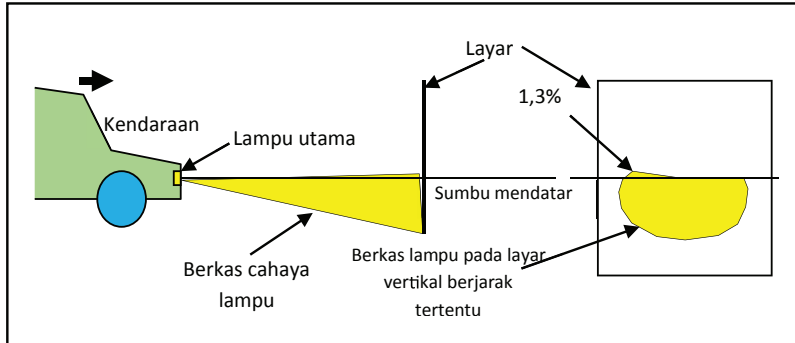 Layar
1,3%
Kendaraan
Lampu utama
Sumbu mendatar
Berkas cahaya
lampu
Berkas lampu pada layar
vertikal berjarak
tertentu